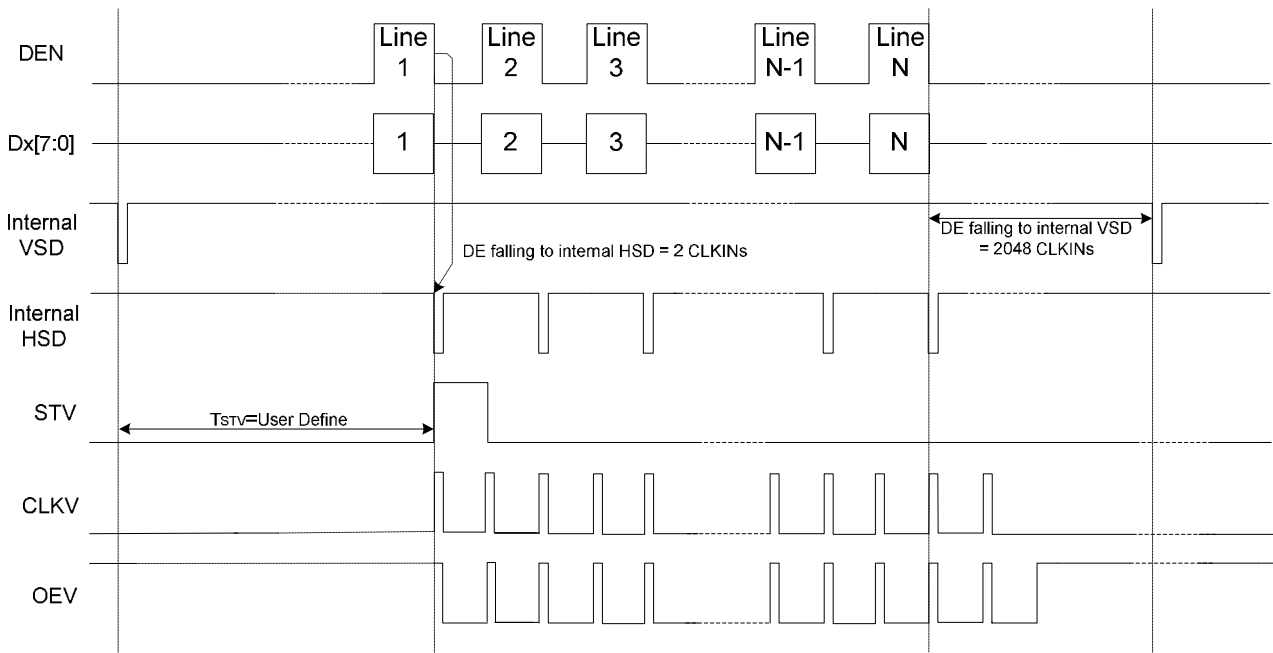 DEN
Line
1
Line
2
Line
3
Line
N-1
Line
N
Dx[7:0]
1
2
3
N-1
N
Internal
VSD
DE falling to internal VSD
= 2048 CLKINs
DE falling to internal HSD = 2 CLKINs
Internal
HSD
STV
TSTV=User Define
CLKV
OEV